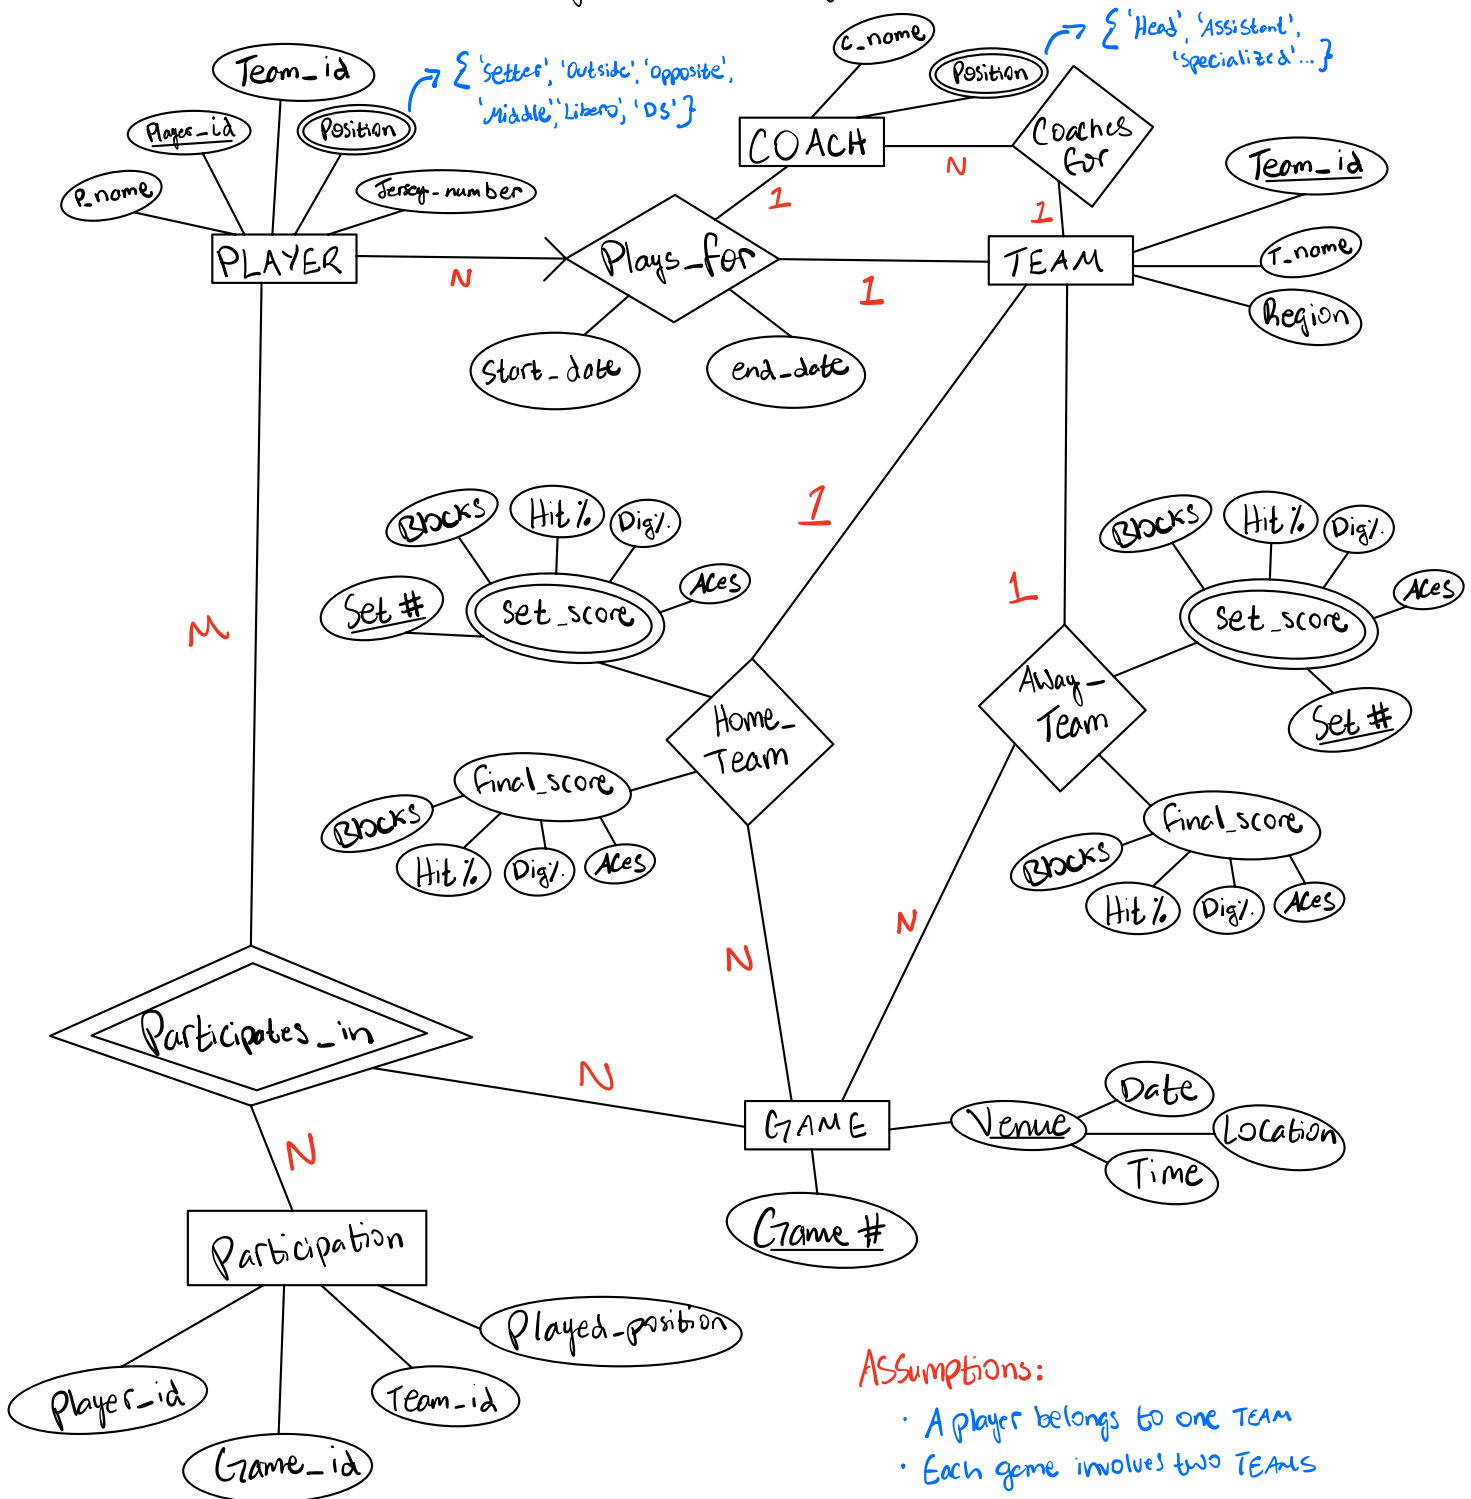 c_name
{ 'Head', 'Assistant',
'Specialized'... }
Team_id
{ 'Setter', 'Outside', 'Opposite',
'Middle', 'Libero', 'DS' }
Position
Player_id
Position
COACH
N
Coaches
for
Team_id
P_name
Jersey_number
1
1
PLAYER
N
Plays_for
1
TEAM
T_name
Region
Start_date
end_date
Blocks
Hit %
Dig%.
Aces
Set #
Set_score
1
Blocks
Hit %
Dig%.
Aces
Set_score
1
Set #
M
Home_
Team
Away_
Team
final_score
Blocks
Hit %
Dig%.
Aces
final_score
Blocks
Hit %
Dig%.
Aces
N
N
Participates_in
N
N
GAME
Venue
Date
Location
Time
Game #
Participation
Player_id
Game_id
Team_id
Played_position
Assumptions:
· A player belongs to one TEAM
· Each game involves two TEAMS